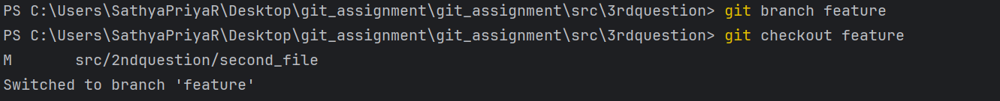 PS C:\Users\SathyaPriyaR\Desktop\git_assignment\git_assignment\src\3rdquestion> git branch feature
PS C:\Users\SathyaPriyaR\Desktop\git_assignment\git_assignment\src\3rdquestion> git checkout feature
M       src/2ndquestion/second_file
Switched to branch 'feature'